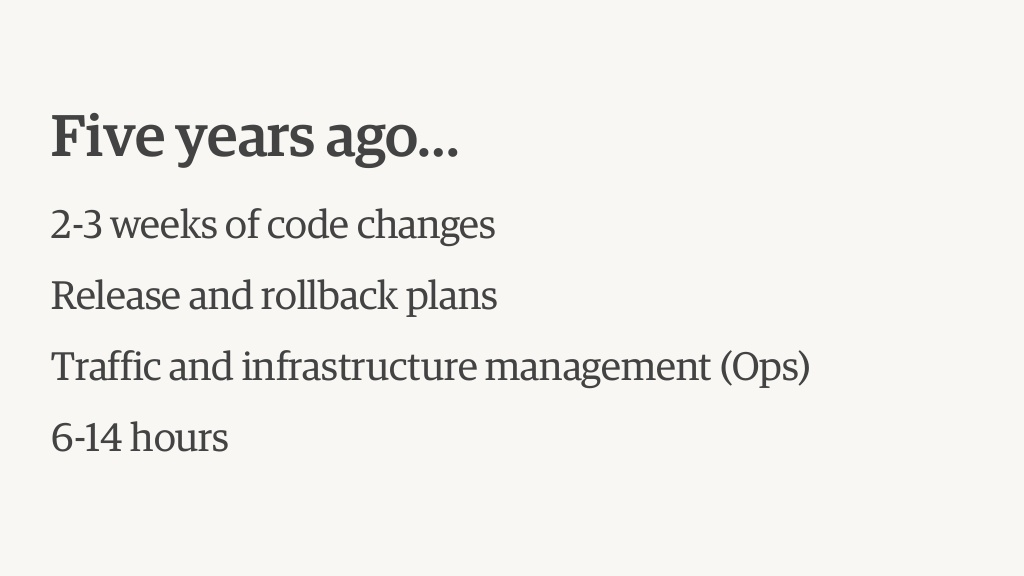 Five years ago...
2-3 weeks of code changes
Release and rollback plans
Traffic and infrastructure management (Ops)
6-14 hours